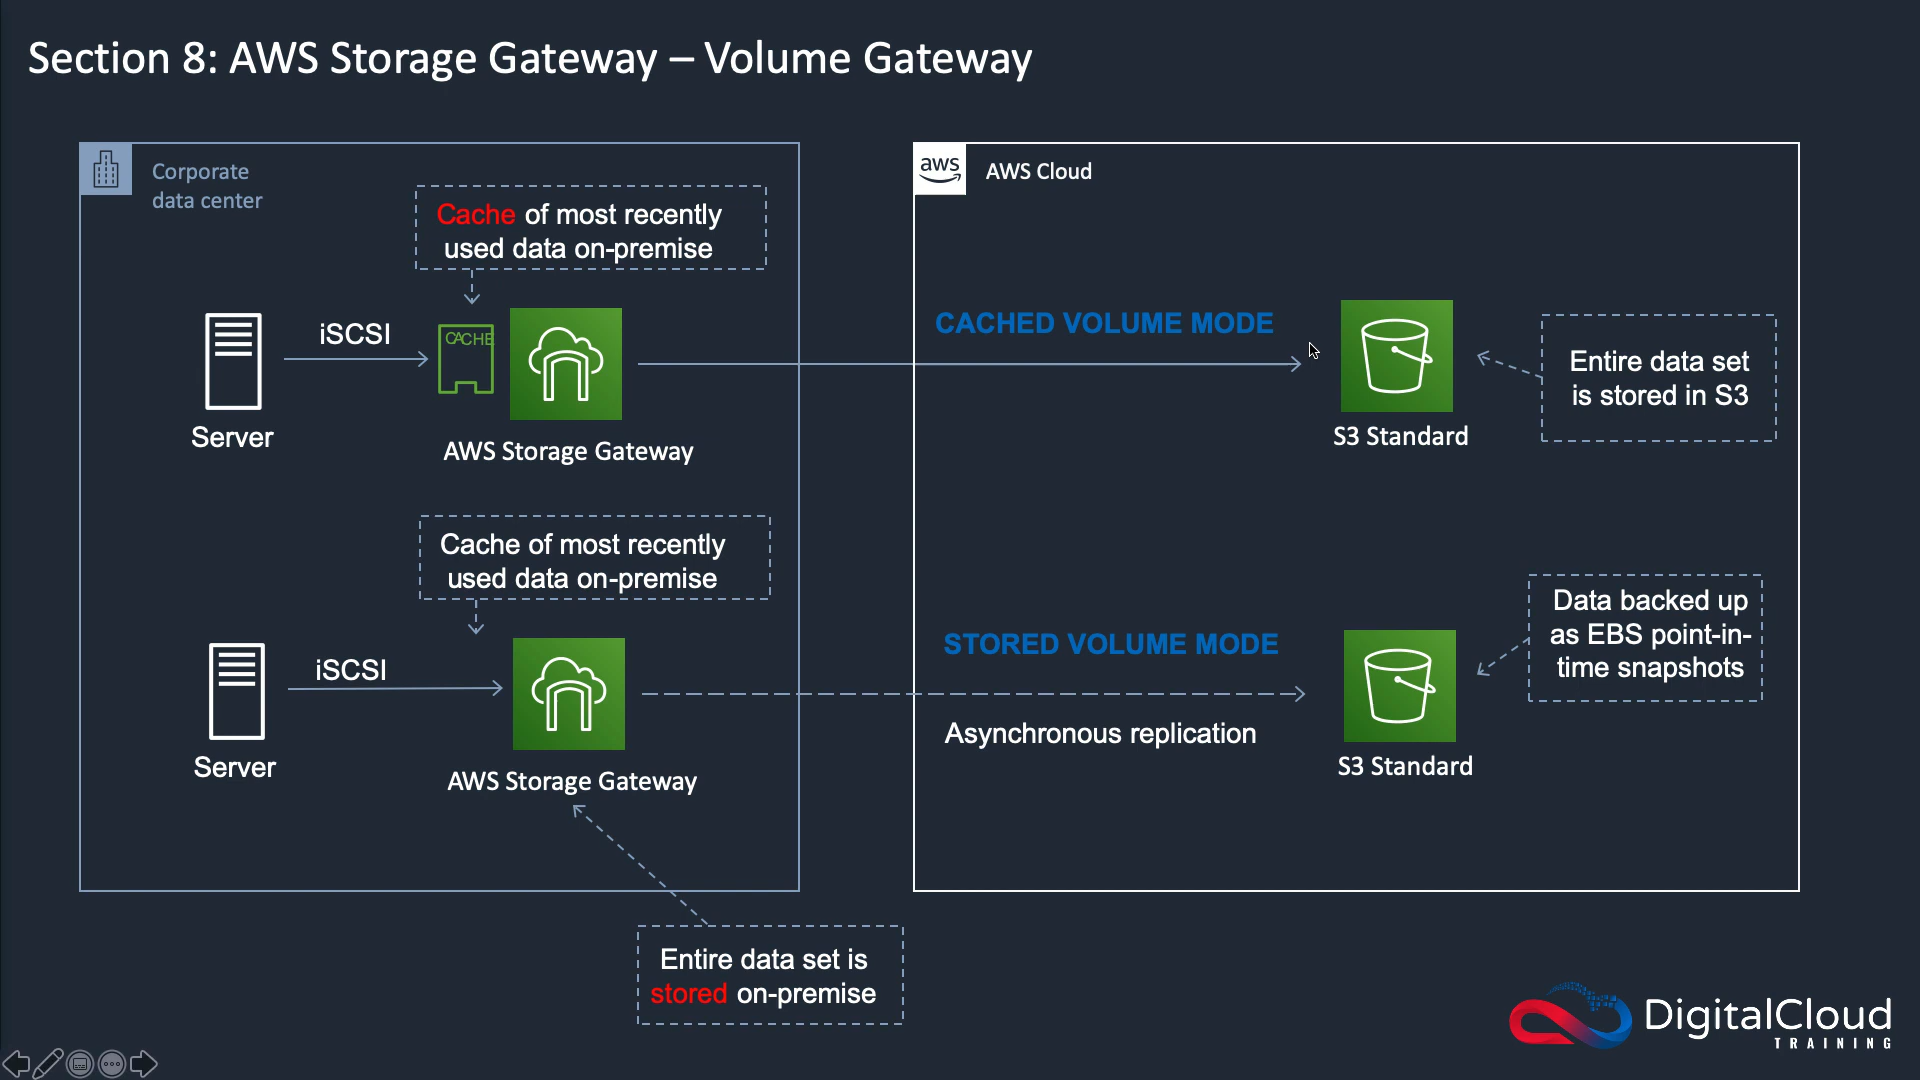 Section 8: AWS Storage Gateway – Volume Gateway
Corporate
data center
Cache of most recently
used data on-premise
iSCSI
CACHE
Server
AWS Storage Gateway
Cache of most recently
used data on-premise
iSCSI
Server
AWS Storage Gateway
Entire data set is
stored on-premise
aws
AWS Cloud
CACHED VOLUME MODE
S3 Standard
Entire data set
is stored in S3
STORED VOLUME MODE
Asynchronous replication
S3 Standard
Data backed up
as EBS point-in-
time snapshots
DigitalCloud
TRAINING